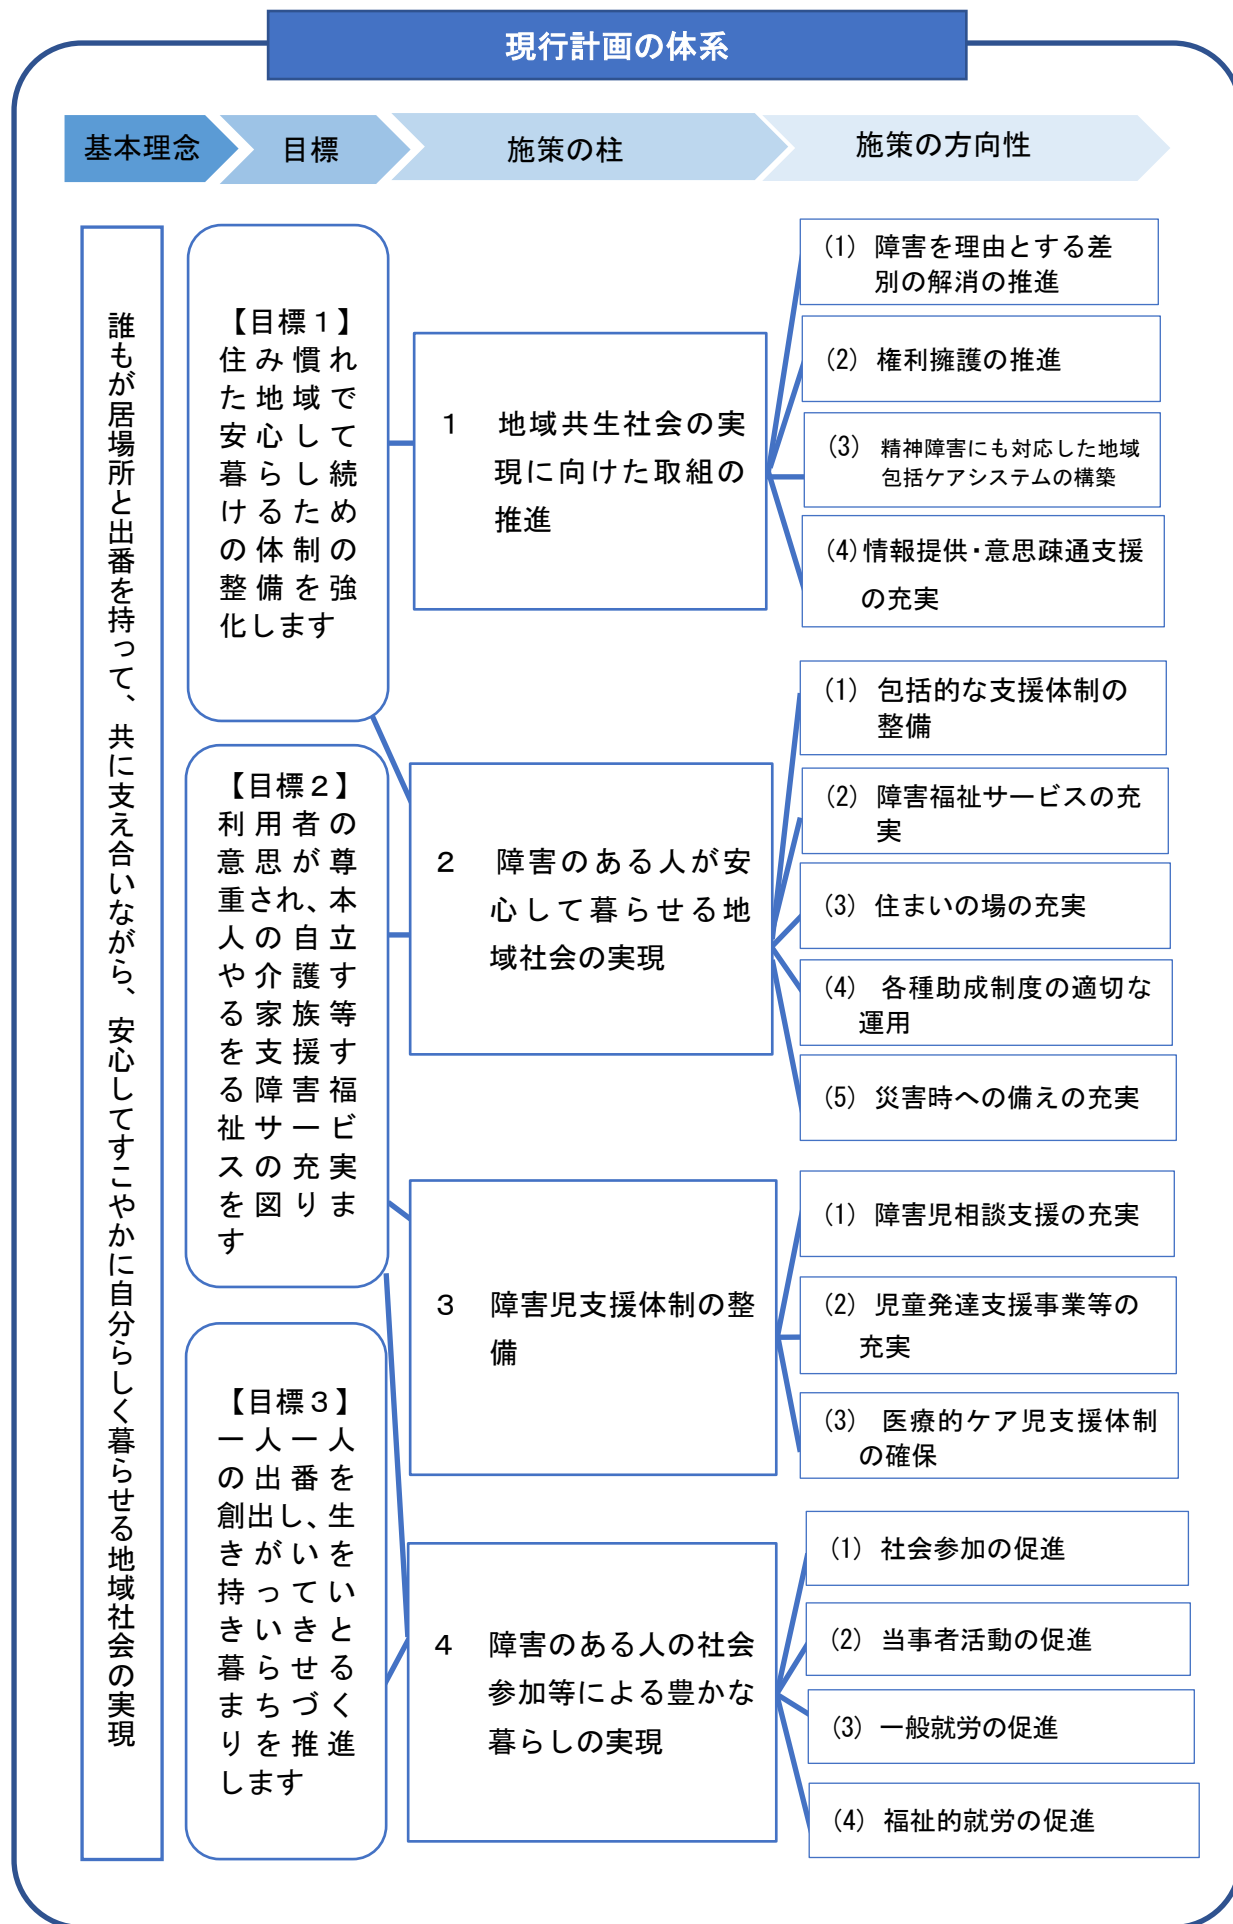 現行計画の体系
基本理念
目標
施策の柱
施策の方向性
誰もが居場所と出番を持って、共に支え合いながら、安心してすこやかに自分らしく暮らせる地域社会の実現
【目標１】
住み慣れ
た地域で
安心して
暮らし続
けるため
の体制の
整備を強
化します
【目標２】
利用者の
意思が尊
重され、本
人の自立
や介護す
る家族等
を支援す
る障害福
祉サービ
スの充実
を図りま
す
【目標３】
一人一人
の出番を
創出し、生
きがいを
持ってい
きいきと
暮らせる
まちづく
りを推進
します
１　地域共生社会の実
現に向けた取組の
推進
(1) 障害を理由とする差
別の解消の推進
(2) 権利擁護の推進
(3) 精神障害にも対応した地域
包括ケアシステムの構築
(4)情報提供・意思疎通支援
の充実
２　障害のある人が安
心して暮らせる地
域社会の実現
(1) 包括的な支援体制の
整備
(2) 障害福祉サービスの充
実
(3) 住まいの場の充実
(4) 各種助成制度の適切な
運用
(5) 災害時への備えの充実
３　障害児支援体制の整
備
(1) 障害児相談支援の充実
(2) 児童発達支援事業等の
充実
(3) 医療的ケア児支援体制
の確保
４　障害のある人の社会
参加等による豊かな
暮らしの実現
(1) 社会参加の促進
(2) 当事者活動の促進
(3) 一般就労の促進
(4) 福祉的就労の促進